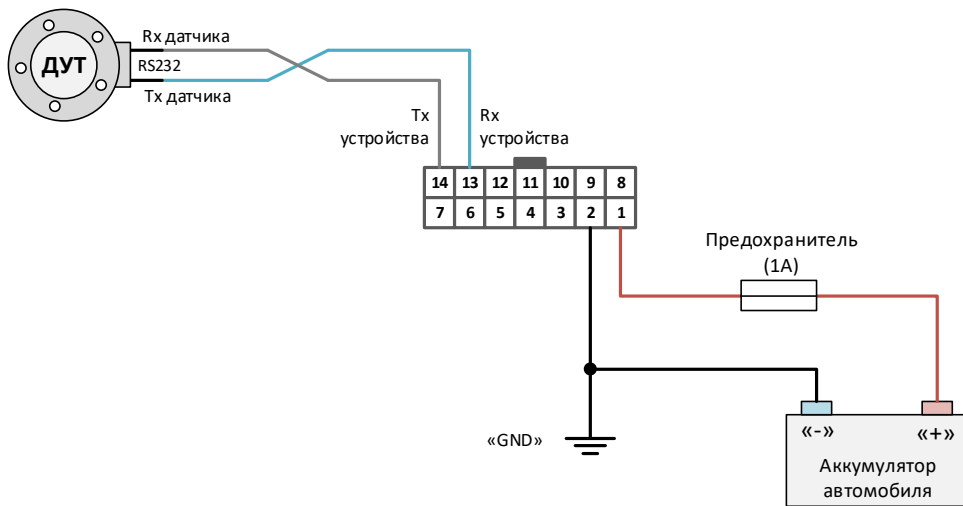 Rx датчика
ДУТ
RS232
Tx датчика
Tx
устройства
Rx
устройства
14 13 12 11 10 9 8
7 6 5 4 3 2 1
Предохранитель
(1А)
«GND»
«-» «+»
Аккумулятор
автомобиля